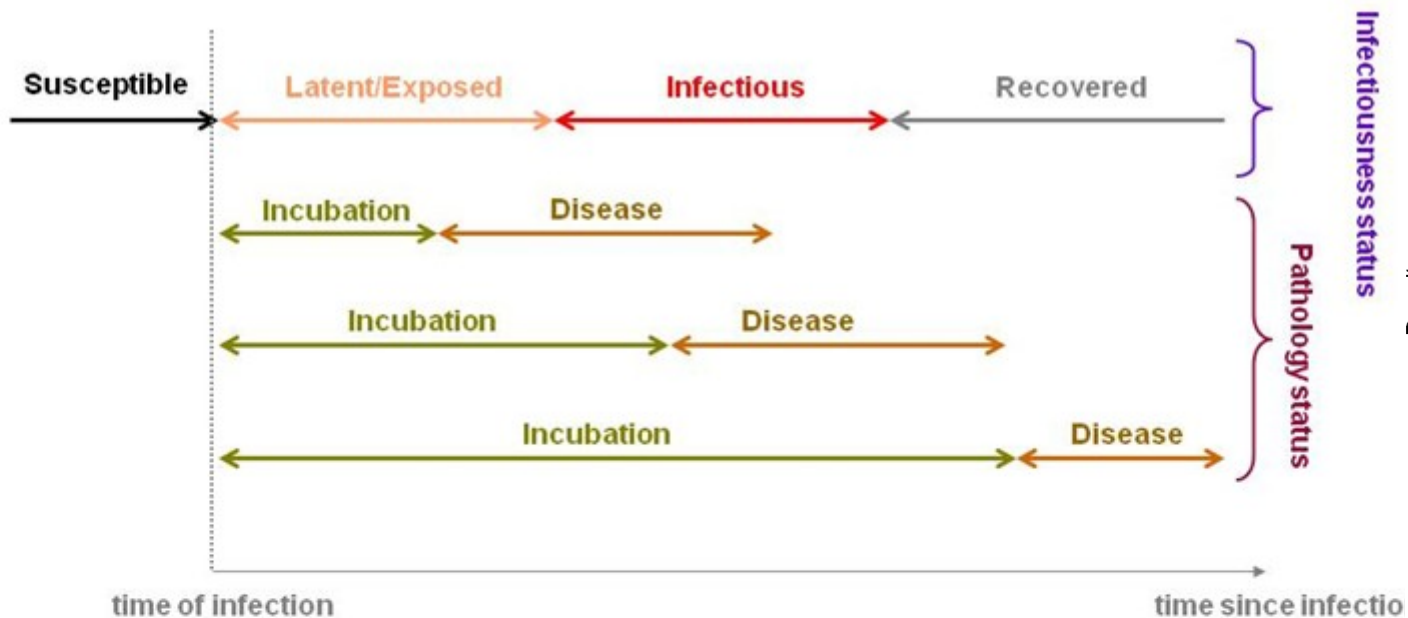 Susceptible
Latent/Exposed
Infectious
Recovered
Infectiousness status
Incubation
Disease
Incubation
Disease
Pathology status
Incubation
Disease
time of infection
time since infectio